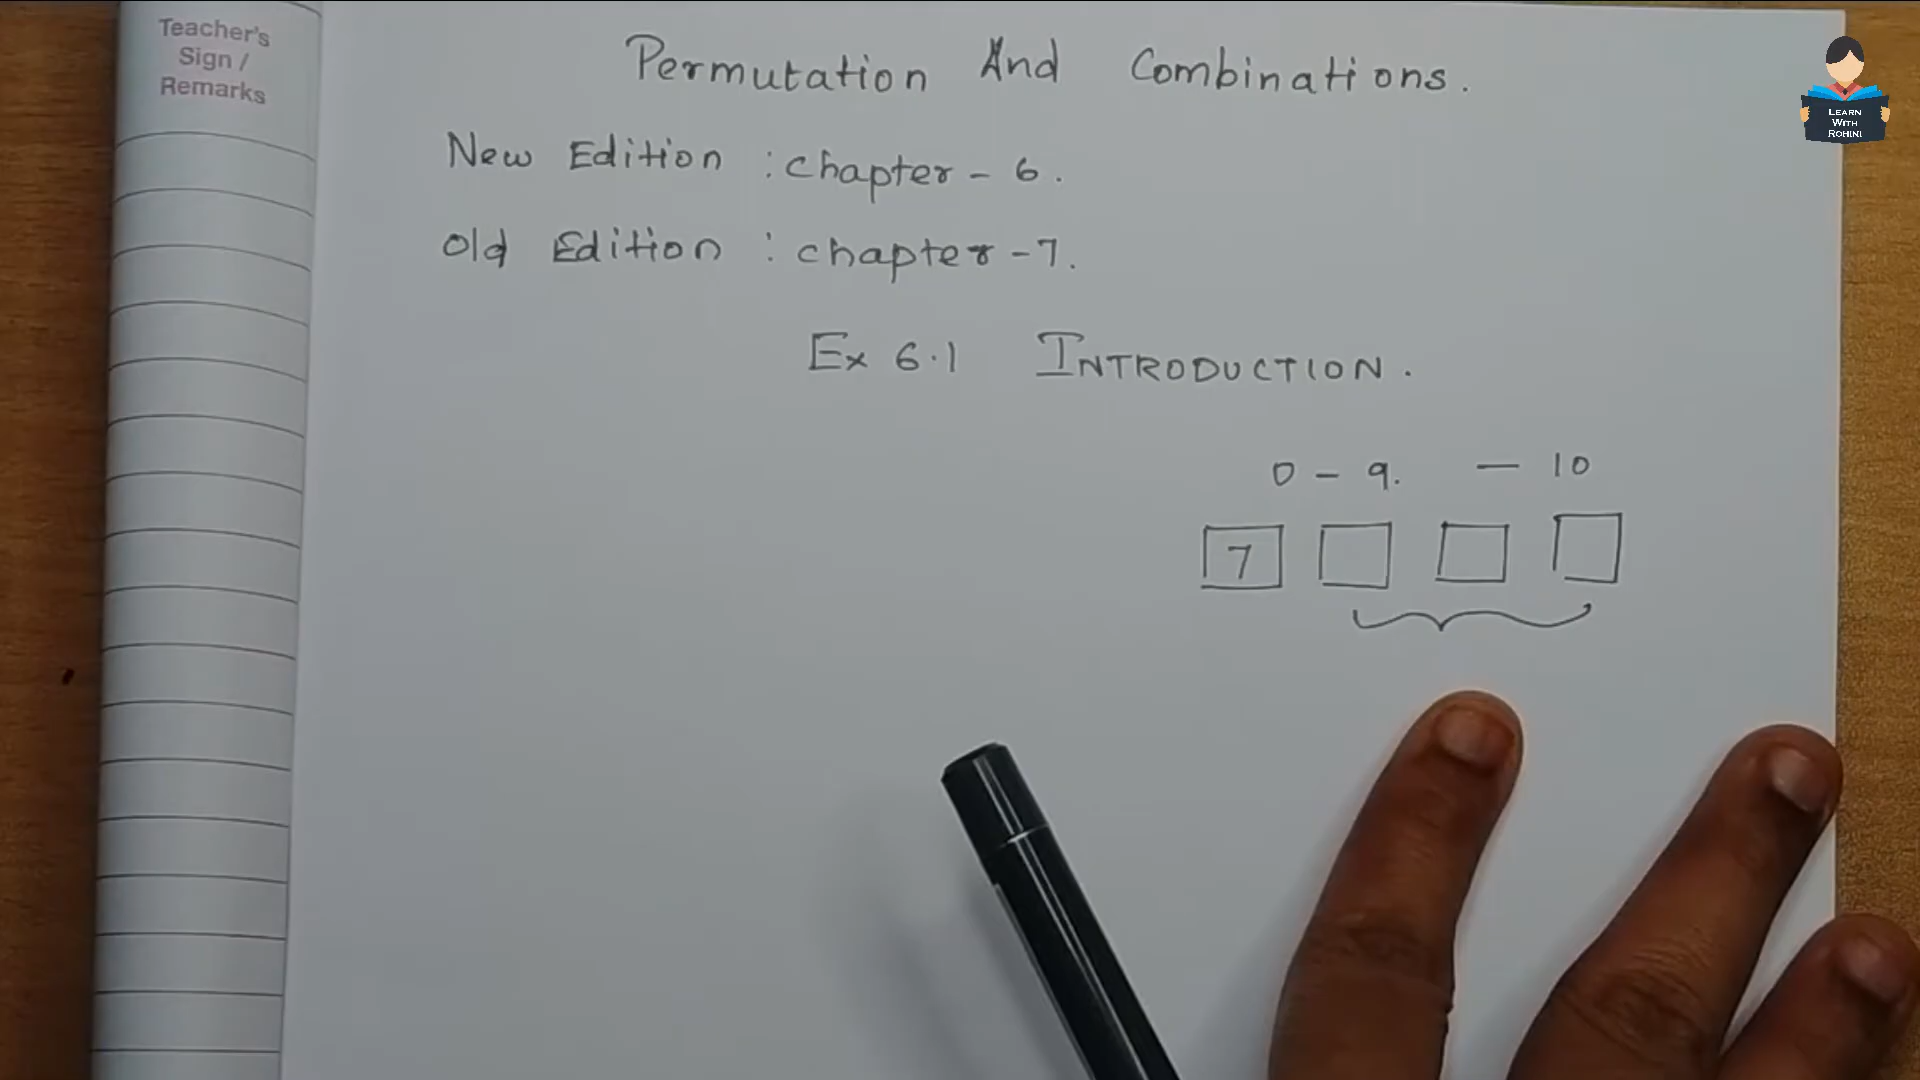 Teacher's
Sign /
Remarks
Permutation And Combinations.
New Edition : chapter - 6.
Old Edition : chapter - 7.
Ex 6.1 INTRODUCTION.
0 - 9. — 10
7
LEARN
WITH
ROHINI